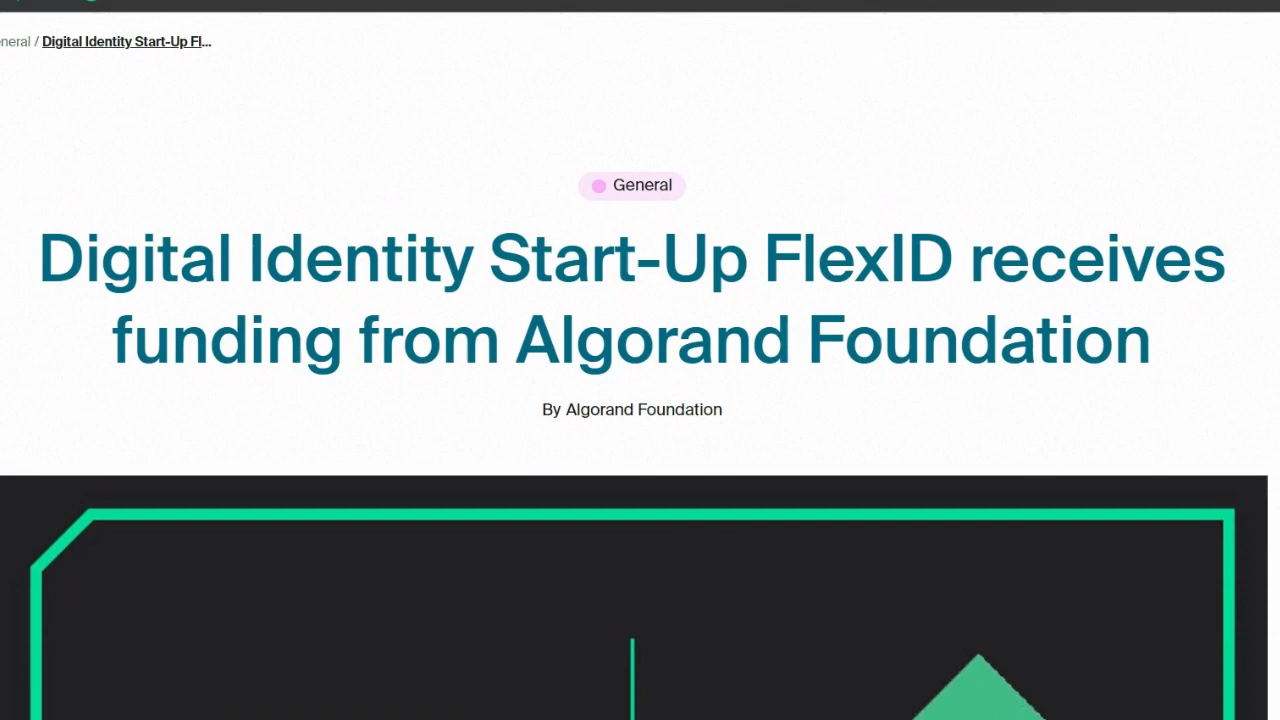 neral / Digital Identity Start-Up Fl...
General
Digital Identity Start-Up FlexID receives
funding from Algorand Foundation
By Algorand Foundation